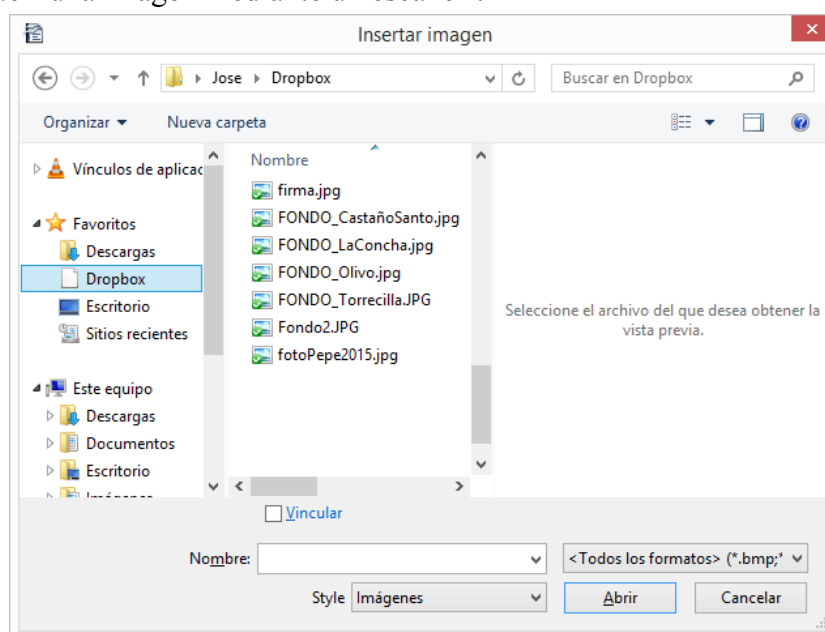 Insertar imagen
Jose Dropbox
Buscar en Dropbox
Organizar
Nueva carpeta
Vínculos de aplicac
Favoritos
Descargas
Dropbox
Escritorio
Sitios recientes
Este equipo
Descargas
Documentos
Escritorio
Nombre
firma.jpg
FONDO_CastañoSanto.jpg
FONDO_LaConcha.jpg
FONDO_Olivo.jpg
FONDO_Torrecilla.JPG
Fondo2.JPG
fotoPepe2015.jpg
Seleccione el archivo del que desea obtener la
vista previa.
Vincular
Nombre:
<Todos los formatos> (*.bmp;*
Style Imágenes
Abrir
Cancelar